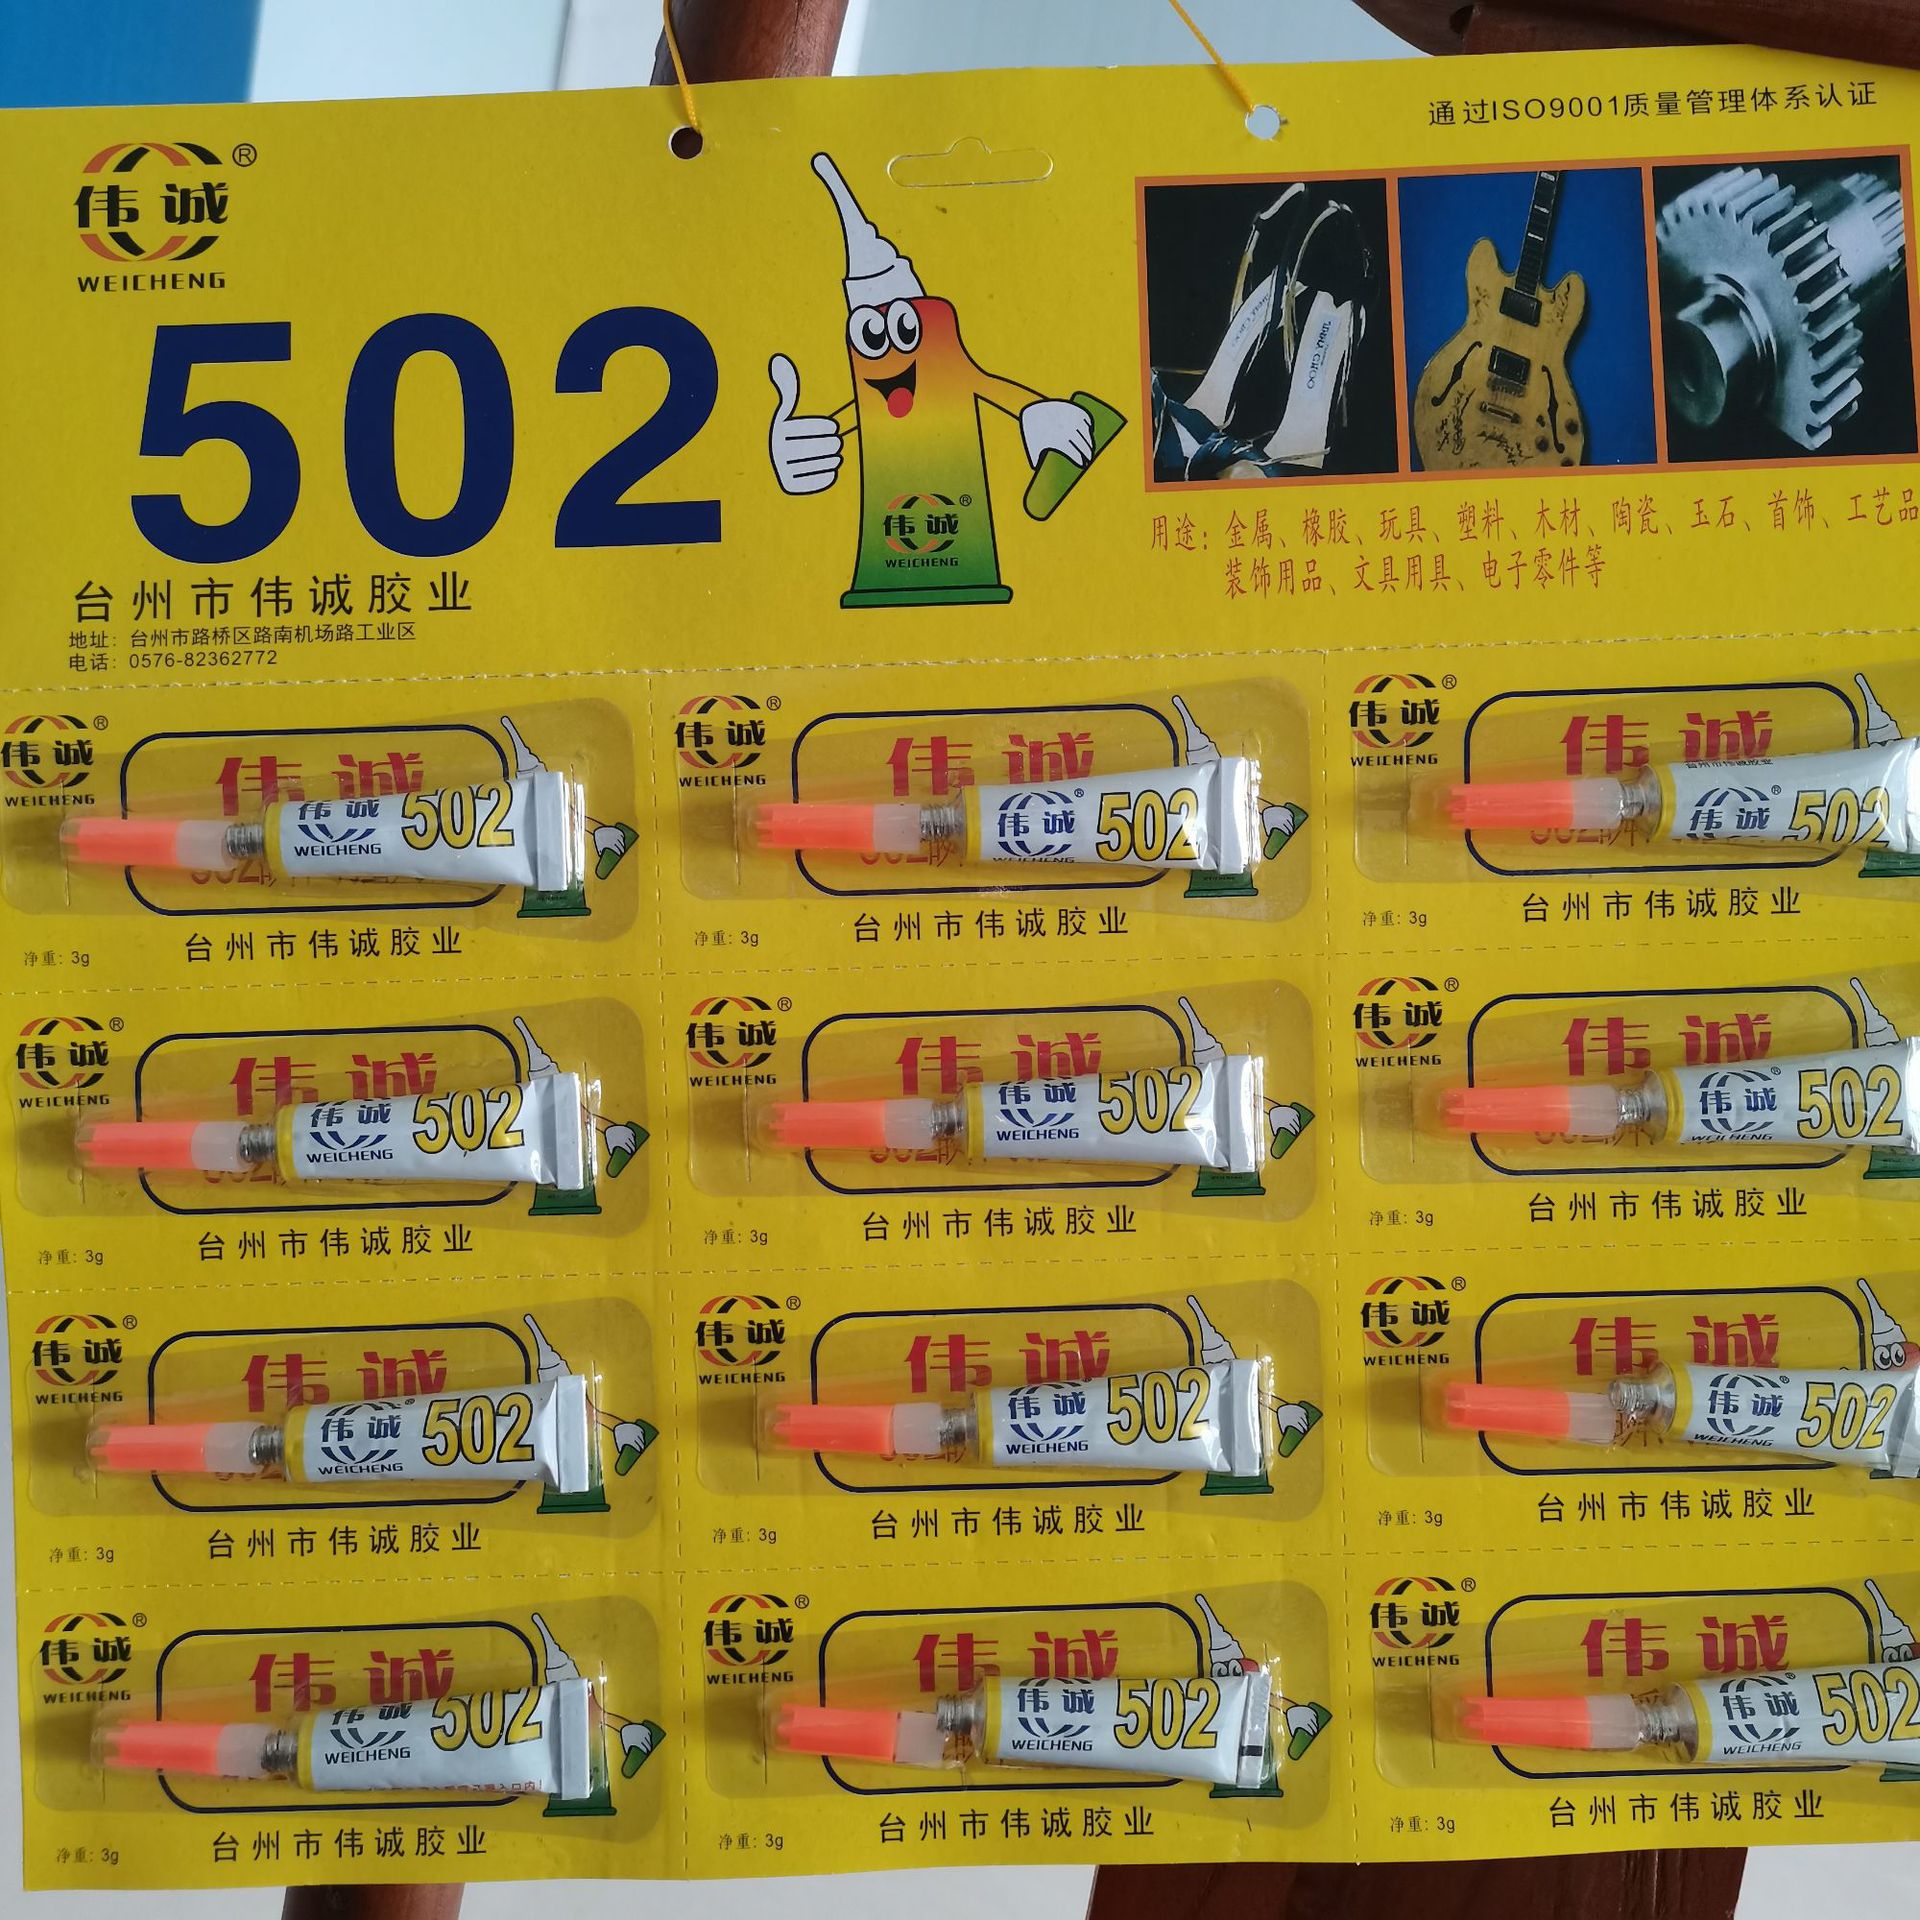 通过ISO9001质量管理体系认证
伟诚®
WEICHENG
502
伟诚®
WEICHENG
JIMMY CHOO
用途：金属、橡胶、玩具、塑料、木材、陶瓷、玉石、首饰、工艺品
装饰用品、文具用具、电子零件等
台州市伟诚胶业
地址：台州市路桥区路南机场路工业区
电话：0576-82362772
伟诚®
WEICHENG
伟诚
伟诚 502
WEICHENG
净重：3g
台州市伟诚胶业
伟诚®
WEICHENG
伟诚
伟诚® 502
WEICHENG
净重：3g
台州市伟诚胶业
伟诚®
WEICHENG
伟诚
台州市伟诚胶业
伟诚® 502
净重：3g
台州市伟诚胶业
伟诚®
WEICHENG
伟诚
伟诚 502
WEICHENG
净重：3g
台州市伟诚胶业
伟诚®
WEICHENG
伟诚
伟诚 502
WEICHENG
净重：3g
台州市伟诚胶业
伟诚®
WEICHENG
伟诚
伟诚® 502
WEICHENG
净重：3g
台州市伟诚胶业
伟诚®
WEICHENG
伟诚
伟诚® 502
WEICHENG
净重：3g
台州市伟诚胶业
伟诚®
WEICHENG
伟诚
伟诚® 502
WEICHENG
净重：3g
台州市伟诚胶业
伟诚®
WEICHENG
伟诚
伟诚® 502
WEICHENG
净重：3g
台州市伟诚胶业
伟诚®
WEICHENG
伟诚
伟诚 502
WEICHENG
净重：3g
台州市伟诚胶业
伟诚®
WEICHENG
伟诚
伟诚® 502
WEICHENG
净重：3g
台州市伟诚胶业
伟诚®
WEICHENG
伟诚
伟诚® 502
WEICHENG
净重：3g
台州市伟诚胶业